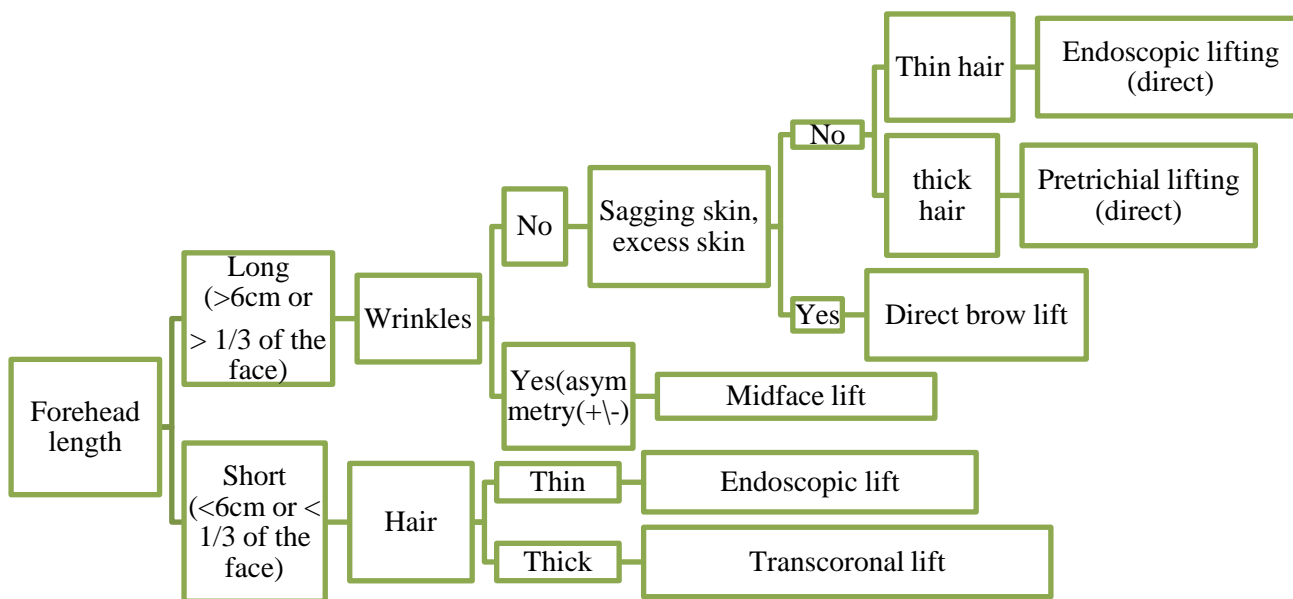 Forehead
length
Long
(>6cm or
> 1/3 of the
face)
Wrinkles
No
Sagging skin,
excess skin
No
Thin hair
Endoscopic lifting
(direct)
thick
hair
Pretrichial lifting
(direct)
Yes
Direct brow lift
Yes(asym
metry(+\-)
Midface lift
Short
(<6cm or <
1/3 of the
face)
Hair
Thin
Endoscopic lift
Thick
Transcoronal lift